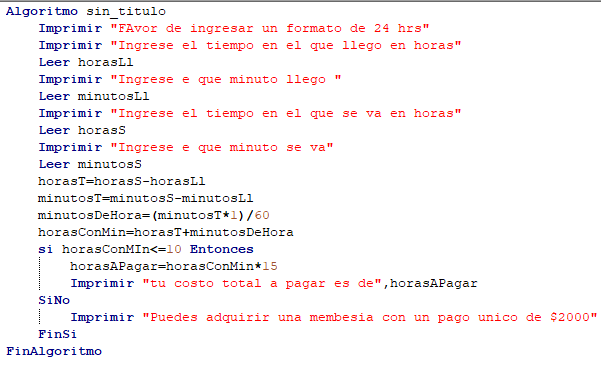 Algoritmo sin_titulo
Imprimir "FAvor de ingresar un formato de 24 hrs"
Imprimir "Ingrese el tiempo en el que llego en horas"
Leer horasLl
Imprimir "Ingrese e que minuto llego "
Leer minutosLl
Imprimir "Ingrese el tiempo en el que se va en horas"
Leer horasS
Imprimir "Ingrese e que minuto se va"
Leer minutosS
horasT=horasS-horasLl
minutosT=minutosS-minutosLl
minutosDeHora=(minutosT*1)/60
horasConMin=horasT+minutosDeHora
si horasConMIn<=10 Entonces
horasAPagar=horasConMin*15
Imprimir "tu costo total a pagar es de",horasAPagar
SiNo
Imprimir "Puedes adquirir una membesia con un pago unico de $2000"
FinSi
FinAlgoritmo